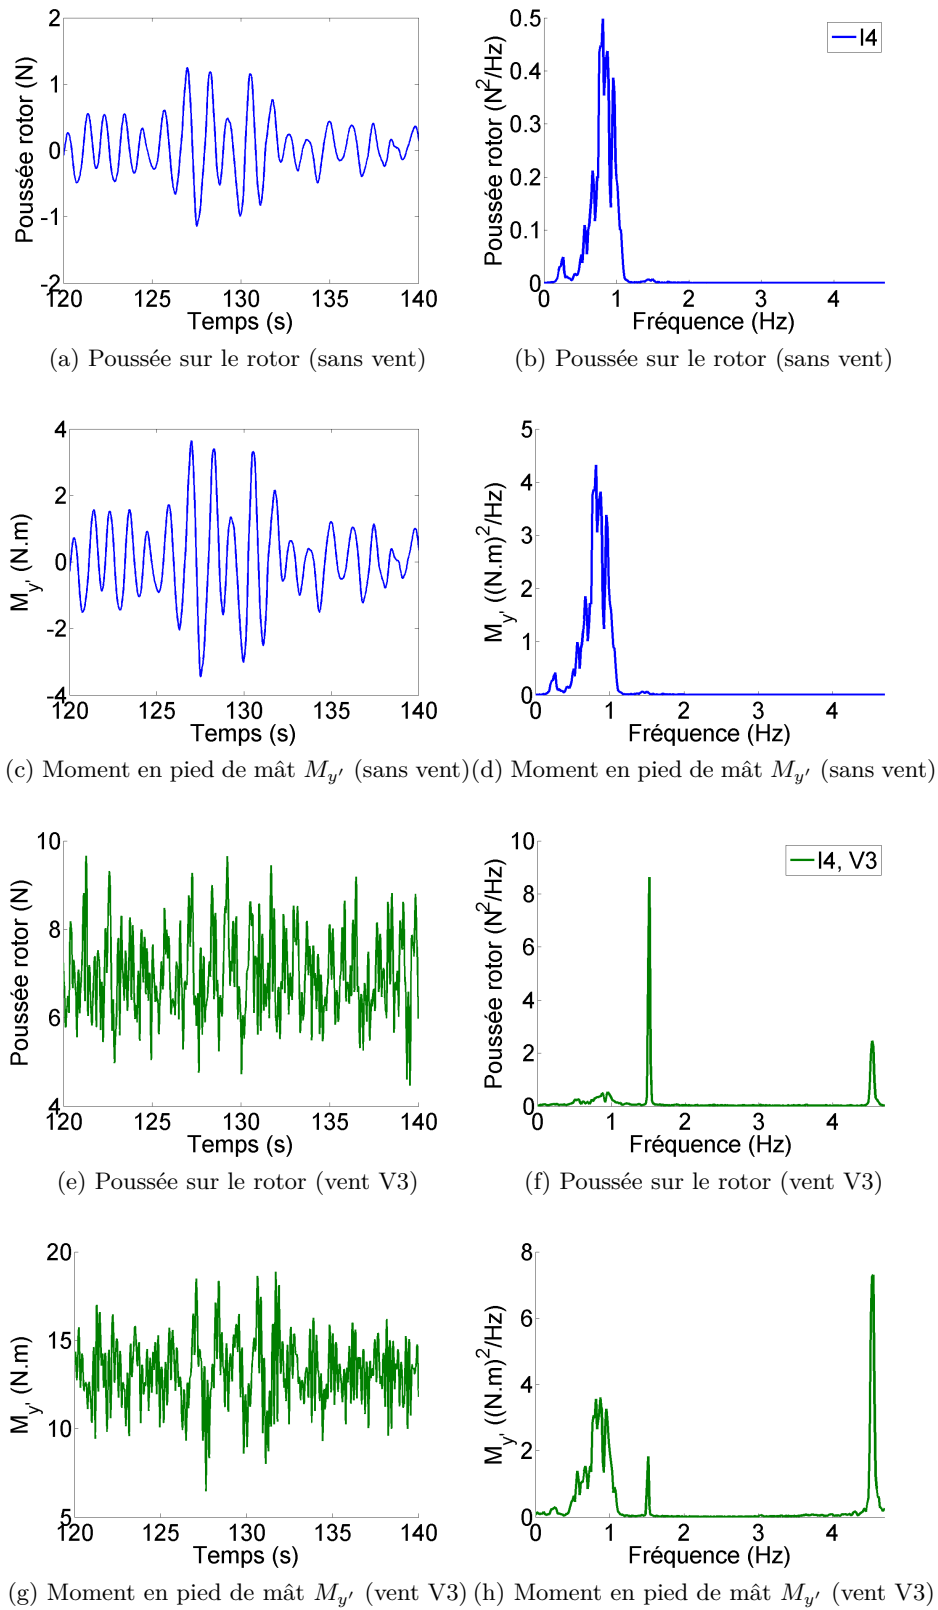 2
1
0
-1
-2
Poussée rotor (N)
120 125 130 135 140
Temps (s)
(a) Poussée sur le rotor (sans vent)
0.5
0.4
0.3
0.2
0.1
0
Poussée rotor (N²/Hz)
I4
0 1 2 3 4
Fréquence (Hz)
(b) Poussée sur le rotor (sans vent)
4
2
0
-2
-4
M_y' (N.m)
120 125 130 135 140
Temps (s)
(c) Moment en pied de mât M_y′ (sans vent)
5
4
3
2
1
0
M_y' ((N.m)²/Hz)
0 1 2 3 4
Fréquence (Hz)
(d) Moment en pied de mât M_y′ (sans vent)
10
8
6
4
Poussée rotor (N)
120 125 130 135 140
Temps (s)
(e) Poussée sur le rotor (vent V3)
10
8
6
4
2
0
Poussée rotor (N²/Hz)
I4, V3
0 1 2 3 4
Fréquence (Hz)
(f) Poussée sur le rotor (vent V3)
20
15
10
5
M_y' (N.m)
120 125 130 135 140
Temps (s)
(g) Moment en pied de mât M_y′ (vent V3)
8
6
4
2
0
M_y' ((N.m)²/Hz)
0 1 2 3 4
Fréquence (Hz)
(h) Moment en pied de mât M_y′ (vent V3)